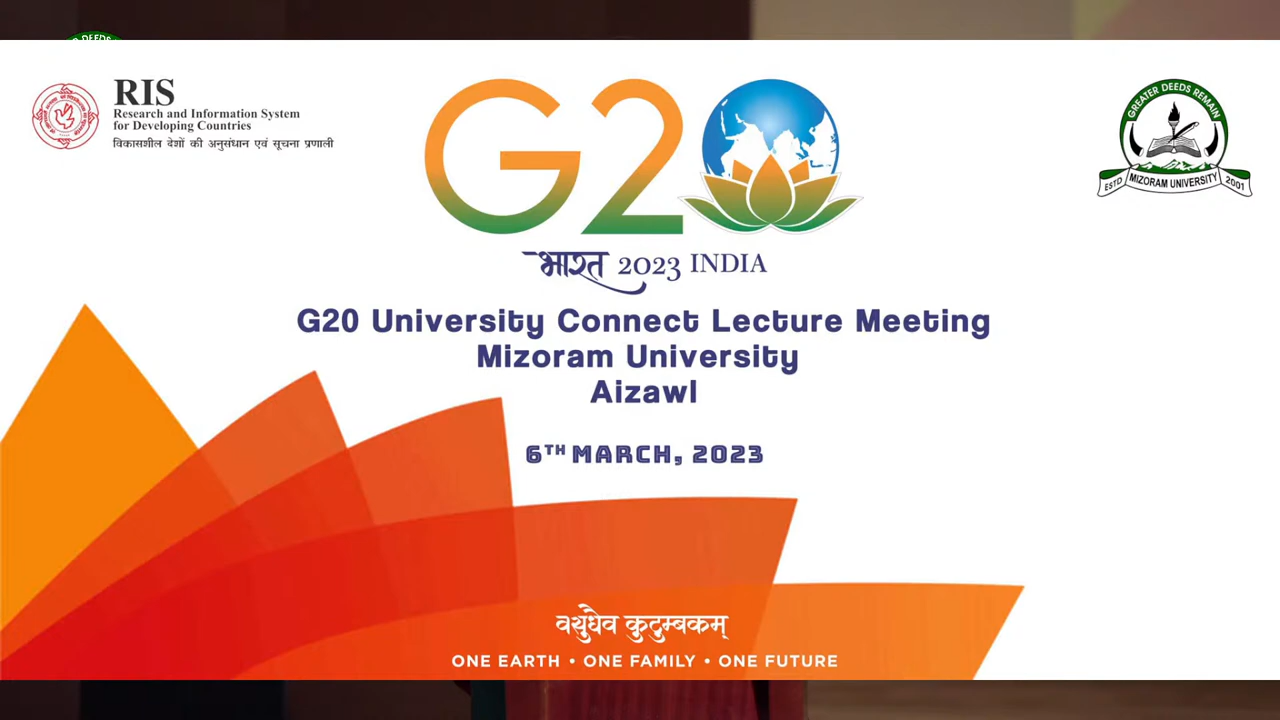 RIS
Research and Information System
for Developing Countries
विकासशील देशों की अनुसंधान एवं सूचना प्रणाली
G20
भारत 2023 INDIA
GREATER DEEDS REMAIN
ESTD MIZORAM UNIVERSITY 2001
G20 University Connect Lecture Meeting
Mizoram University
Aizawl
6TH MARCH, 2023
वसुधैव कुटुम्बकम्
ONE EARTH • ONE FAMILY • ONE FUTURE